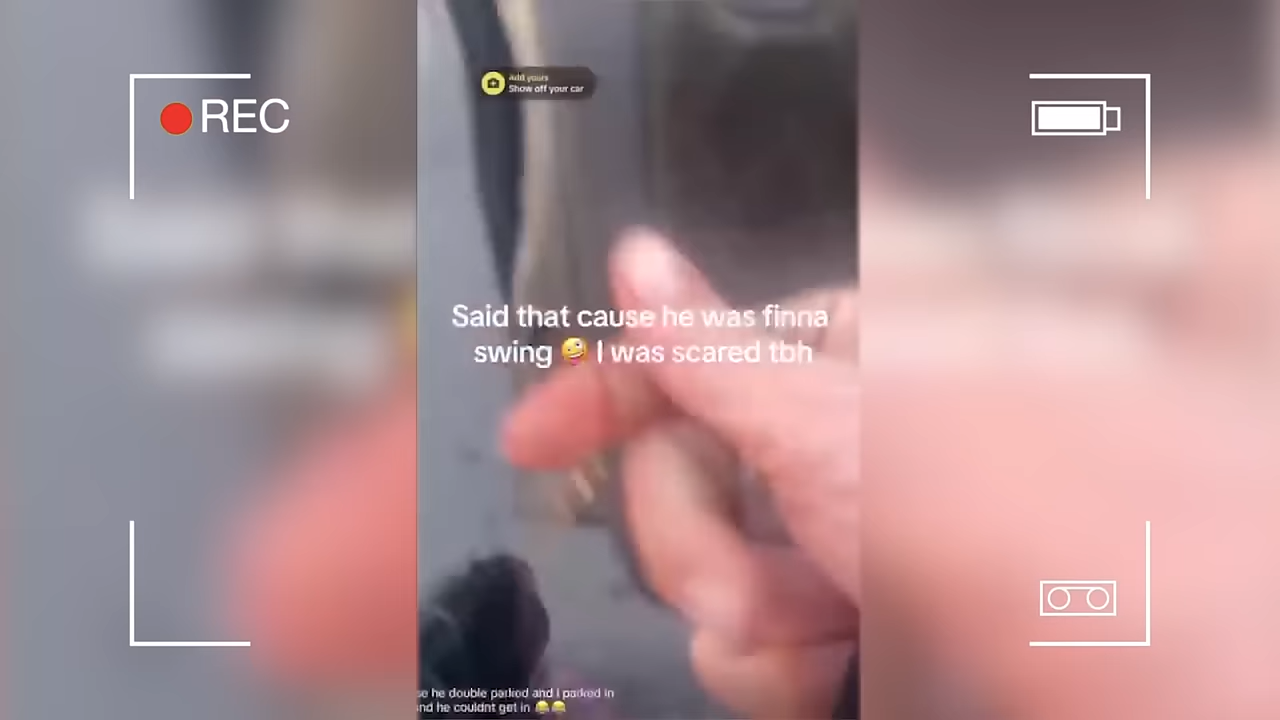 REC
Add yours
Show off your car
Said that cause he was finna
swing 🤪 I was scared tbh
he double parked and I parked in
he couldnt get in 😂😂